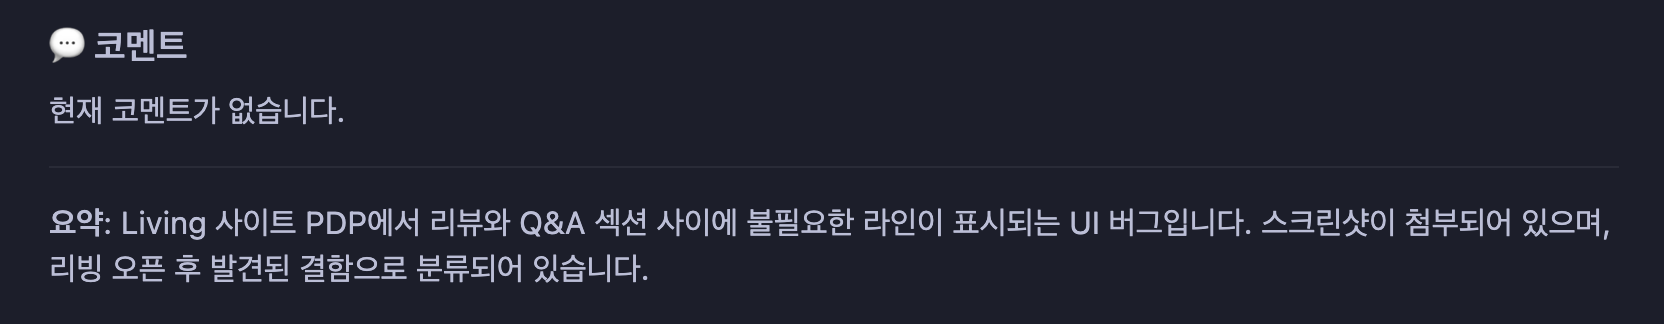 💬 코멘트
현재 코멘트가 없습니다.
요약: Living 사이트 PDP에서 리뷰와 Q&A 섹션 사이에 불필요한 라인이 표시되는 UI 버그입니다. 스크린샷이 첨부되어 있으며,
리빙 오픈 후 발견된 결함으로 분류되어 있습니다.